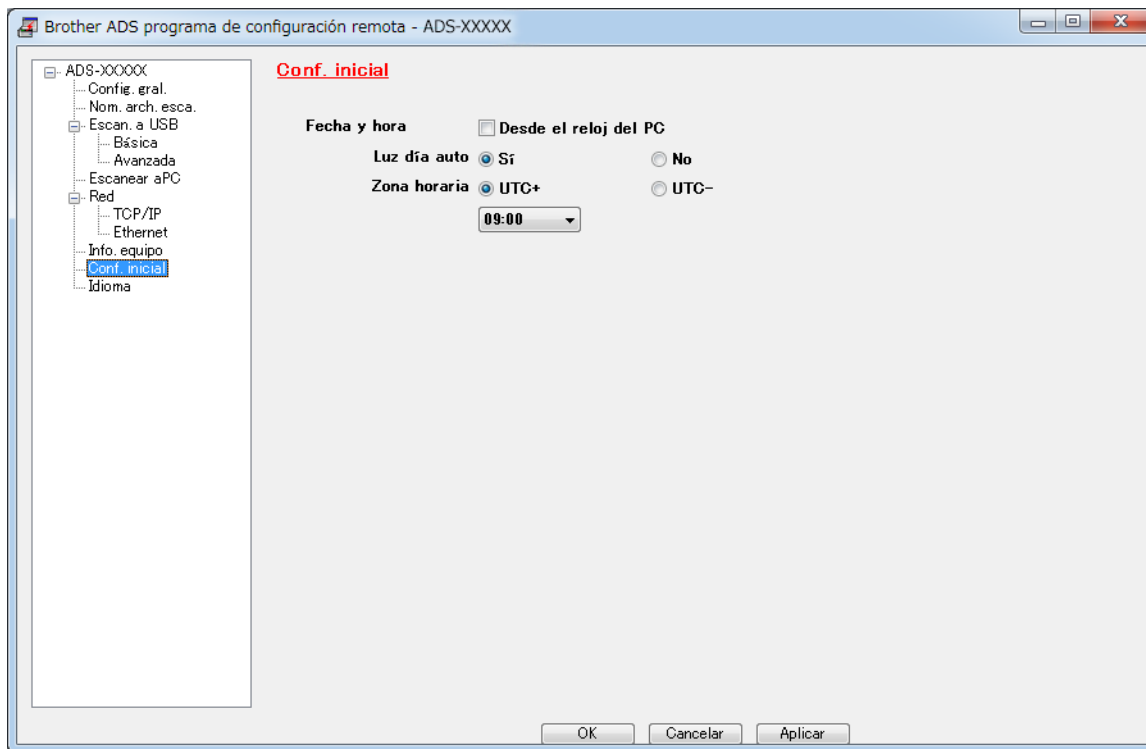 Brother ADS programa de configuración remota - ADS-XXXXX
ADS-XXXXX
Config. gral.
Nom. arch. esca.
Escan. a USB
Básica
Avanzada
Escanear aPC
Red
TCP/IP
Ethernet
Info. equipo
Conf. inicial
Idioma
Conf. inicial
Fecha y hora Desde el reloj del PC
Luz día auto Sí No
Zona horaria UTC+ UTC-
09:00
OK Cancelar Aplicar